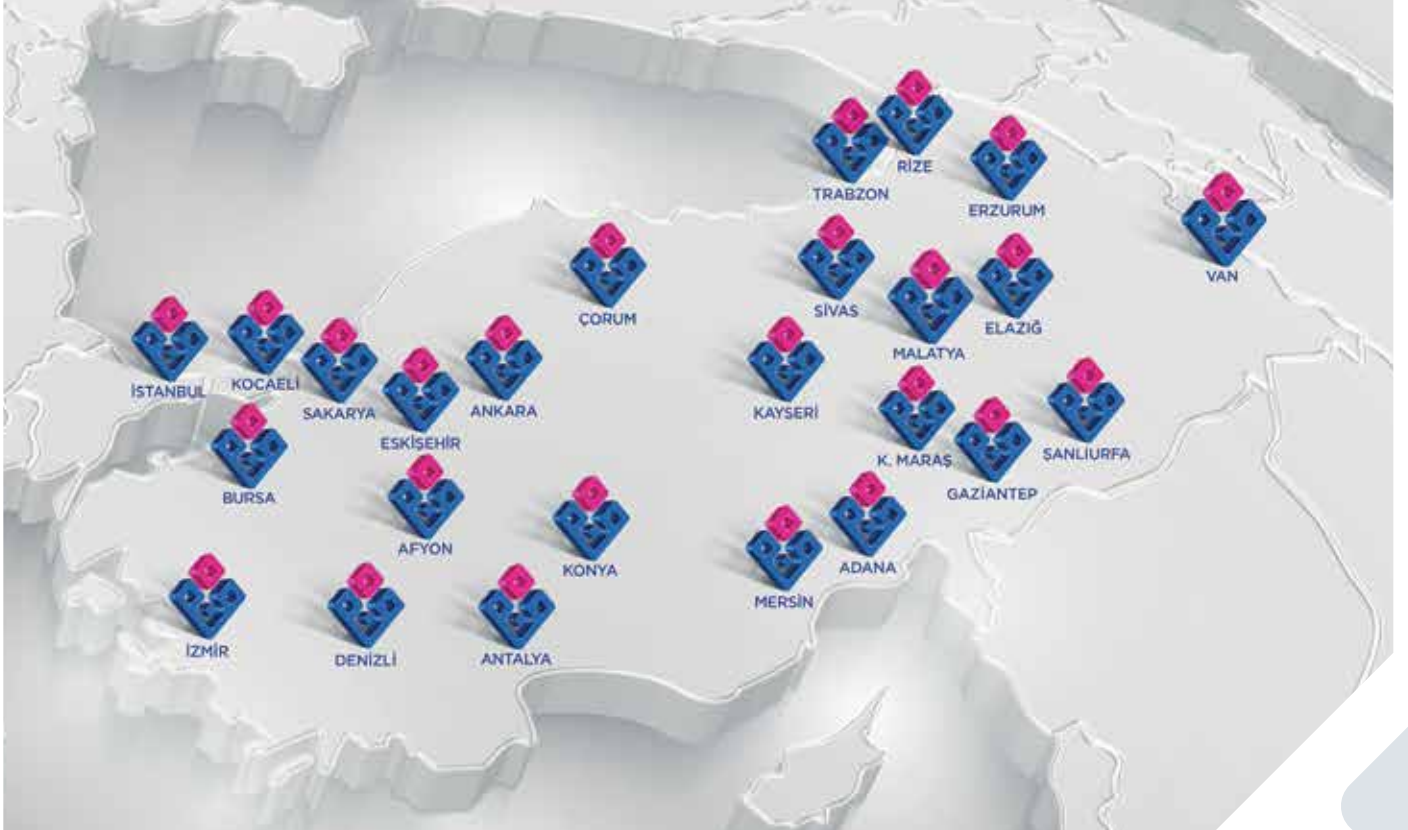 RİZE
TRABZON
ERZURUM
VAN
SİVAS
ÇORUM
ELAZIĞ
MALATYA
İSTANBUL
KOCAELİ
SAKARYA
ANKARA
KAYSERİ
ESKİŞEHİR
K. MARAŞ
ŞANLIURFA
GAZİANTEP
BURSA
AFYON
KONYA
ADANA
MERSİN
İZMİR
DENİZLİ
ANTALYA